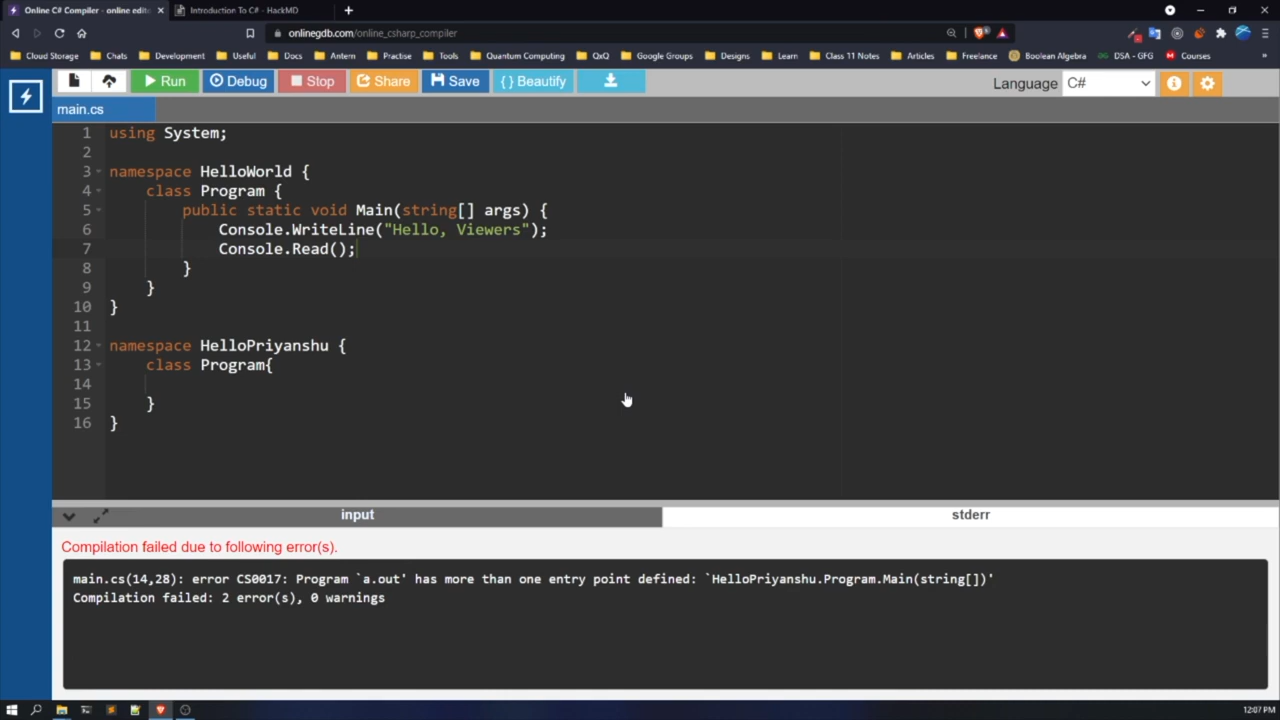 Online C# Compiler - online edito
Introduction To C# - HackMD
onlinegdb.com/online_csharp_compiler
Cloud Storage
Chats
Development
Useful
Docs
Antern
Practise
Tools
Quantum Computing
QxQ
Google Groups
Designs
Learn
Class 11 Notes
Articles
Freelance
Boolean Algebra
DSA - GFG
Courses
Run
Debug
Stop
Share
Save
{ } Beautify
Language C#
main.cs
1 using System;
2
3 namespace HelloWorld {
4 class Program {
5 public static void Main(string[] args) {
6 Console.WriteLine("Hello, Viewers");
7 Console.Read();
8 }
9 }
10 }
11
12 namespace HelloPriyanshu {
13 class Program{
14
15 }
16 }
input
stderr
Compilation failed due to following error(s).
main.cs(14,28): error CS0017: Program `a.out' has more than one entry point defined: `HelloPriyanshu.Program.Main(string[])'
Compilation failed: 2 error(s), 0 warnings
12:07 PM